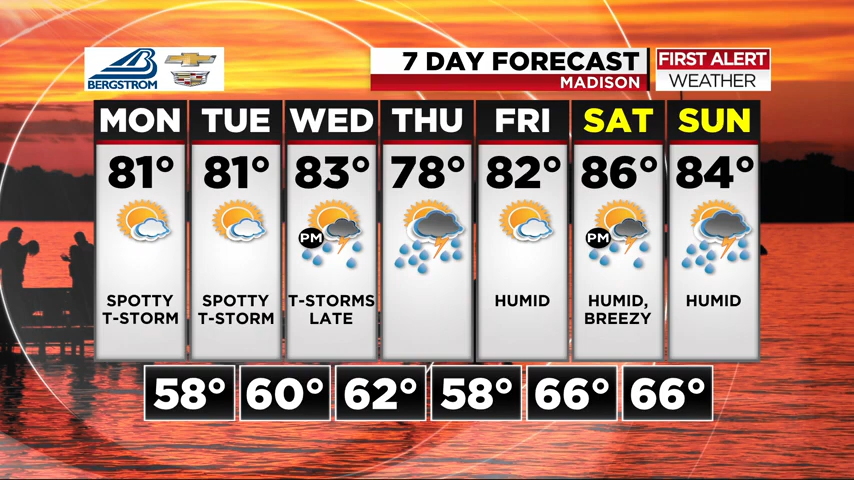 7 DAY FORECAST
MADISON
FIRST ALERT
WEATHER
BERGSTROM
MON TUE WED THU FRI SAT SUN
81° 81° 83° 78° 82° 86° 84°
PM PM
SPOTTY T-STORM
SPOTTY T-STORM
T-STORMS LATE
HUMID
HUMID, BREEZY
HUMID
58° 60° 62° 58° 66° 66°